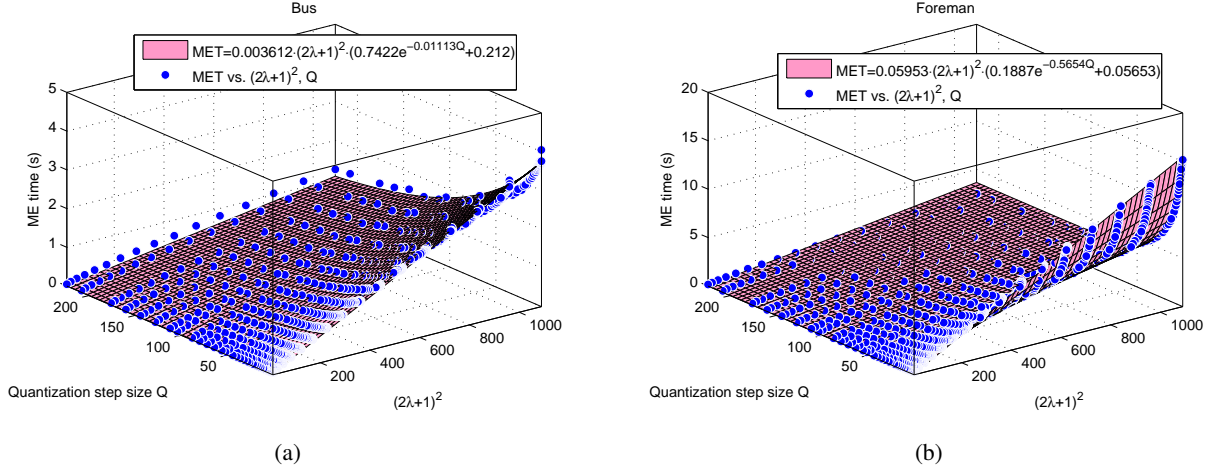 Bus
MET=0.003612·(2λ+1)²·(0.7422e⁻⁰·⁰¹¹¹³Q+0.212)
MET vs. (2λ+1)², Q
5
4
3
2
1
0
ME time (s)
200
150
100
50
Quantization step size Q
200
400
600
800
1000
(2λ+1)²
(a)
Foreman
MET=0.05953·(2λ+1)²·(0.1887e⁻⁰·⁵⁶⁵⁴Q+0.05653)
MET vs. (2λ+1)², Q
20
15
10
5
0
ME time (s)
200
150
100
50
Quantization step size Q
200
400
600
800
1000
(2λ+1)²
(b)